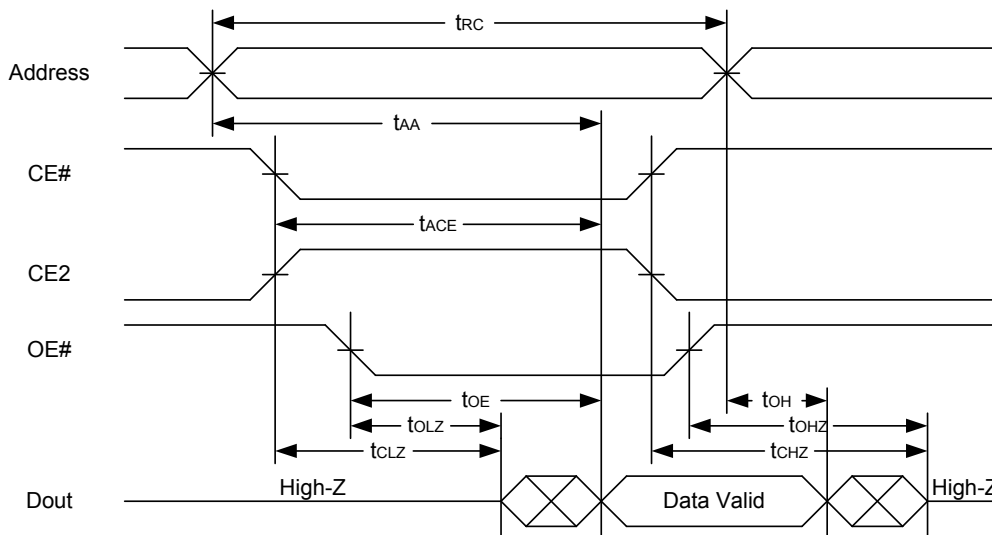 tRC
Address
tAA
CE#
tACE
CE2
OE#
tOE
tOH
tOLZ
tOHZ
tCLZ
tCHZ
High-Z
Data Valid
High-Z
Dout